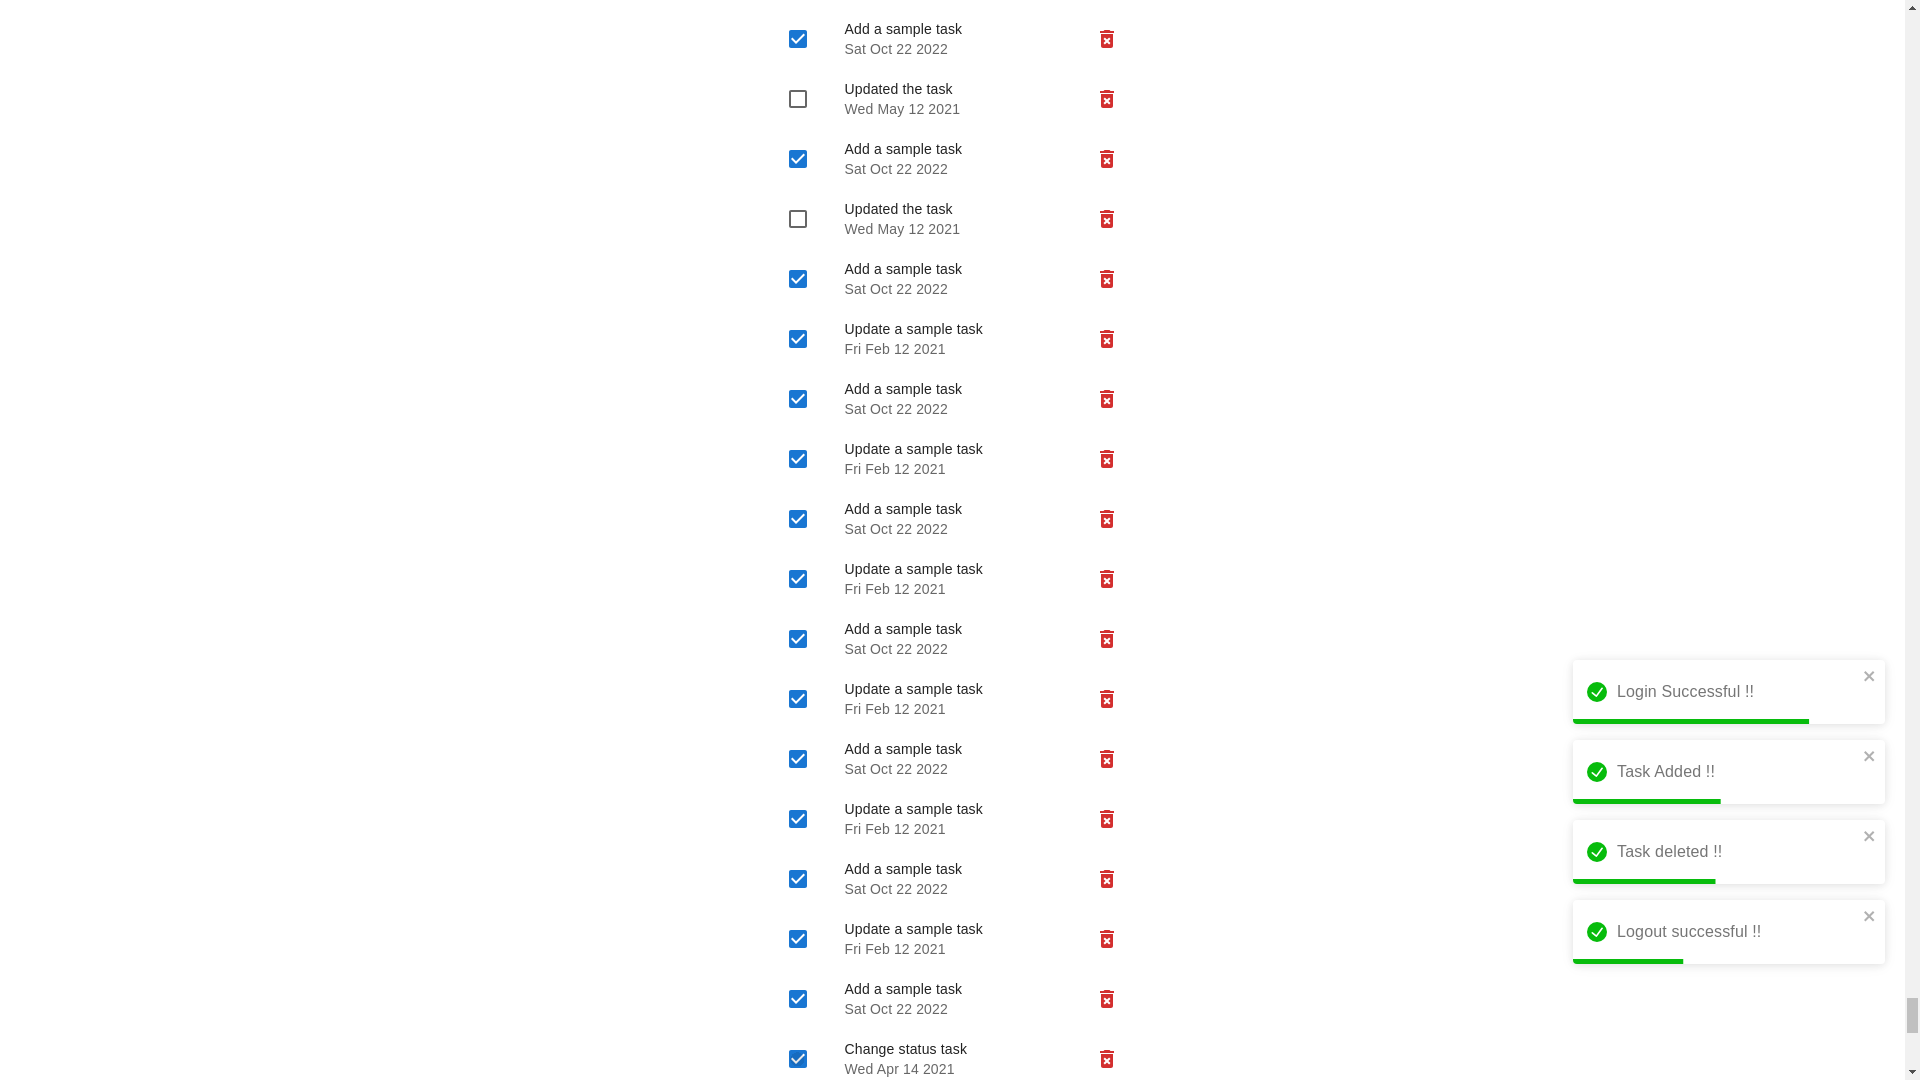 Add a sample task
Sat Oct 22 2022
Updated the task
Wed May 12 2021
Add a sample task
Sat Oct 22 2022
Updated the task
Wed May 12 2021
Add a sample task
Sat Oct 22 2022
Update a sample task
Fri Feb 12 2021
Add a sample task
Sat Oct 22 2022
Update a sample task
Fri Feb 12 2021
Add a sample task
Sat Oct 22 2022
Update a sample task
Fri Feb 12 2021
Add a sample task
Sat Oct 22 2022
Update a sample task
Fri Feb 12 2021
Add a sample task
Sat Oct 22 2022
Update a sample task
Fri Feb 12 2021
Add a sample task
Sat Oct 22 2022
Update a sample task
Fri Feb 12 2021
Add a sample task
Sat Oct 22 2022
Change status task
Wed Apr 14 2021
Login Successful !!
Task Added !!
Task deleted !!
Logout successful !!